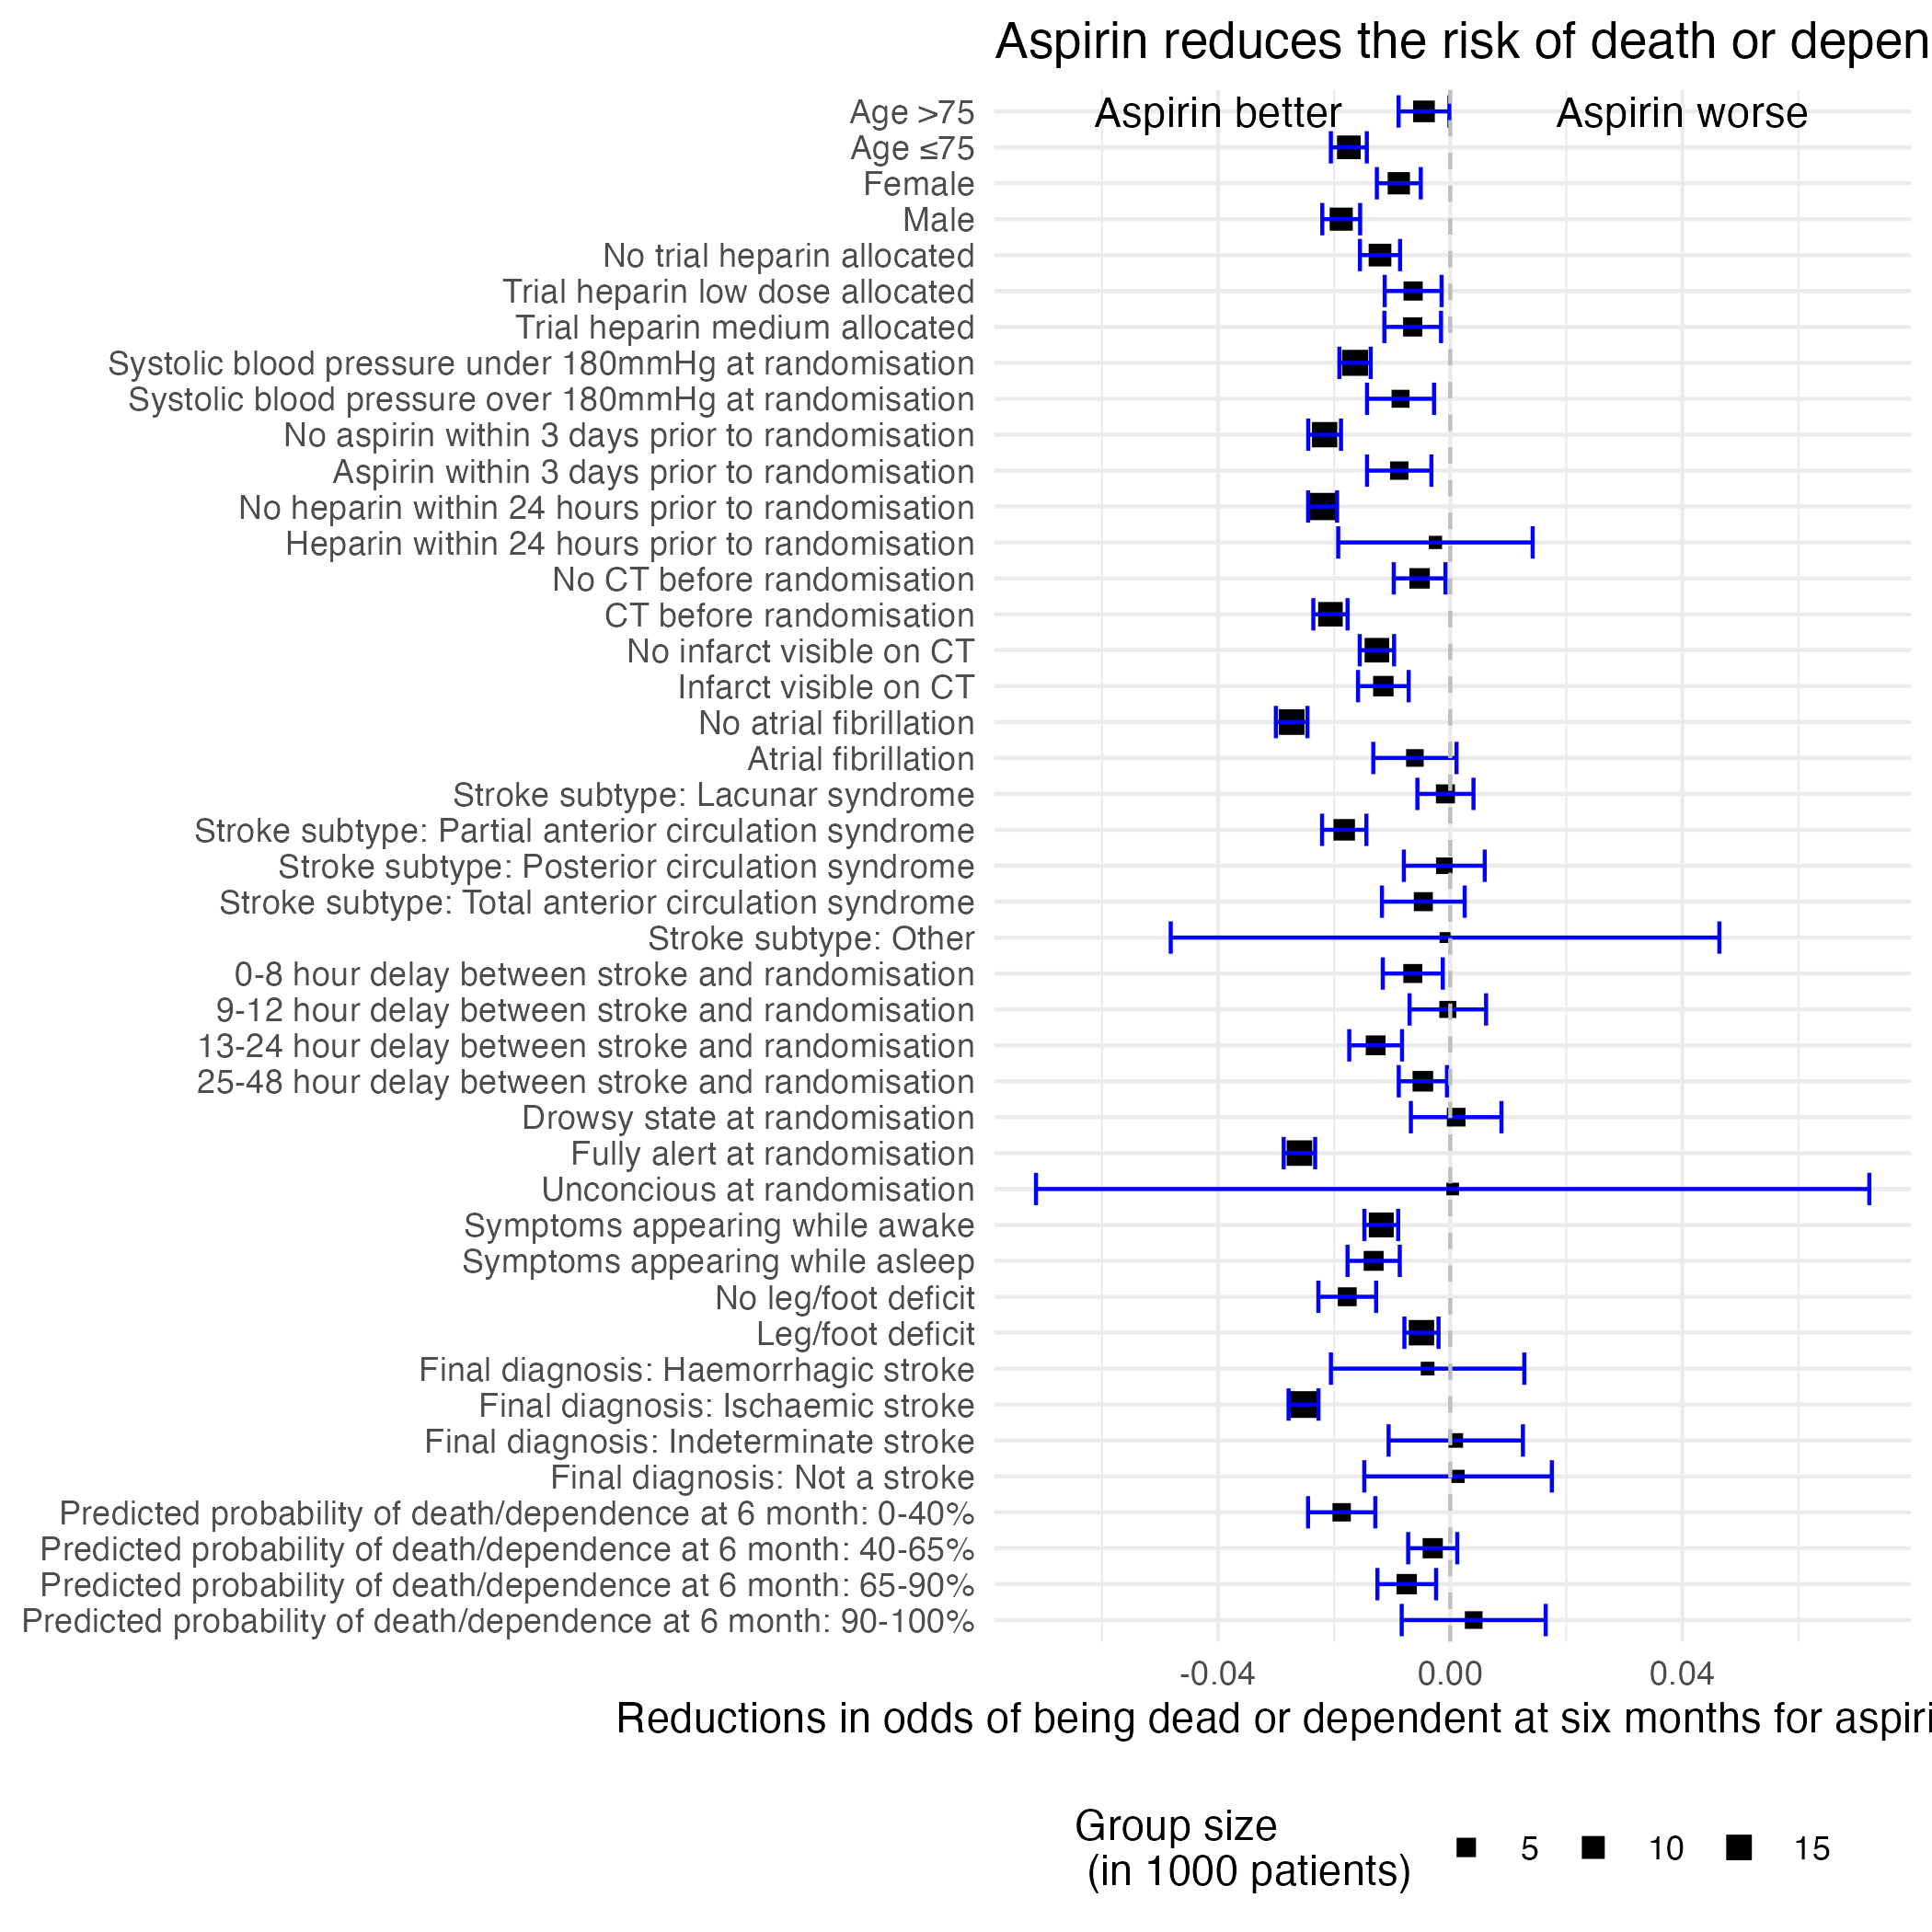 Aspirin reduces the risk of death or depen
Aspirin better
Aspirin worse
Age >75
Age ≤75
Female
Male
No trial heparin allocated
Trial heparin low dose allocated
Trial heparin medium allocated
Systolic blood pressure under 180mmHg at randomisation
Systolic blood pressure over 180mmHg at randomisation
No aspirin within 3 days prior to randomisation
Aspirin within 3 days prior to randomisation
No heparin within 24 hours prior to randomisation
Heparin within 24 hours prior to randomisation
No CT before randomisation
CT before randomisation
No infarct visible on CT
Infarct visible on CT
No atrial fibrillation
Atrial fibrillation
Stroke subtype: Lacunar syndrome
Stroke subtype: Partial anterior circulation syndrome
Stroke subtype: Posterior circulation syndrome
Stroke subtype: Total anterior circulation syndrome
Stroke subtype: Other
0-8 hour delay between stroke and randomisation
9-12 hour delay between stroke and randomisation
13-24 hour delay between stroke and randomisation
25-48 hour delay between stroke and randomisation
Drowsy state at randomisation
Fully alert at randomisation
Unconcious at randomisation
Symptoms appearing while awake
Symptoms appearing while asleep
No leg/foot deficit
Leg/foot deficit
Final diagnosis: Haemorrhagic stroke
Final diagnosis: Ischaemic stroke
Final diagnosis: Indeterminate stroke
Final diagnosis: Not a stroke
Predicted probability of death/dependence at 6 month: 0-40%
Predicted probability of death/dependence at 6 month: 40-65%
Predicted probability of death/dependence at 6 month: 65-90%
Predicted probability of death/dependence at 6 month: 90-100%
-0.04 0.00 0.04
Reductions in odds of being dead or dependent at six months for aspiri
Group size
(in 1000 patients)
5 10 15